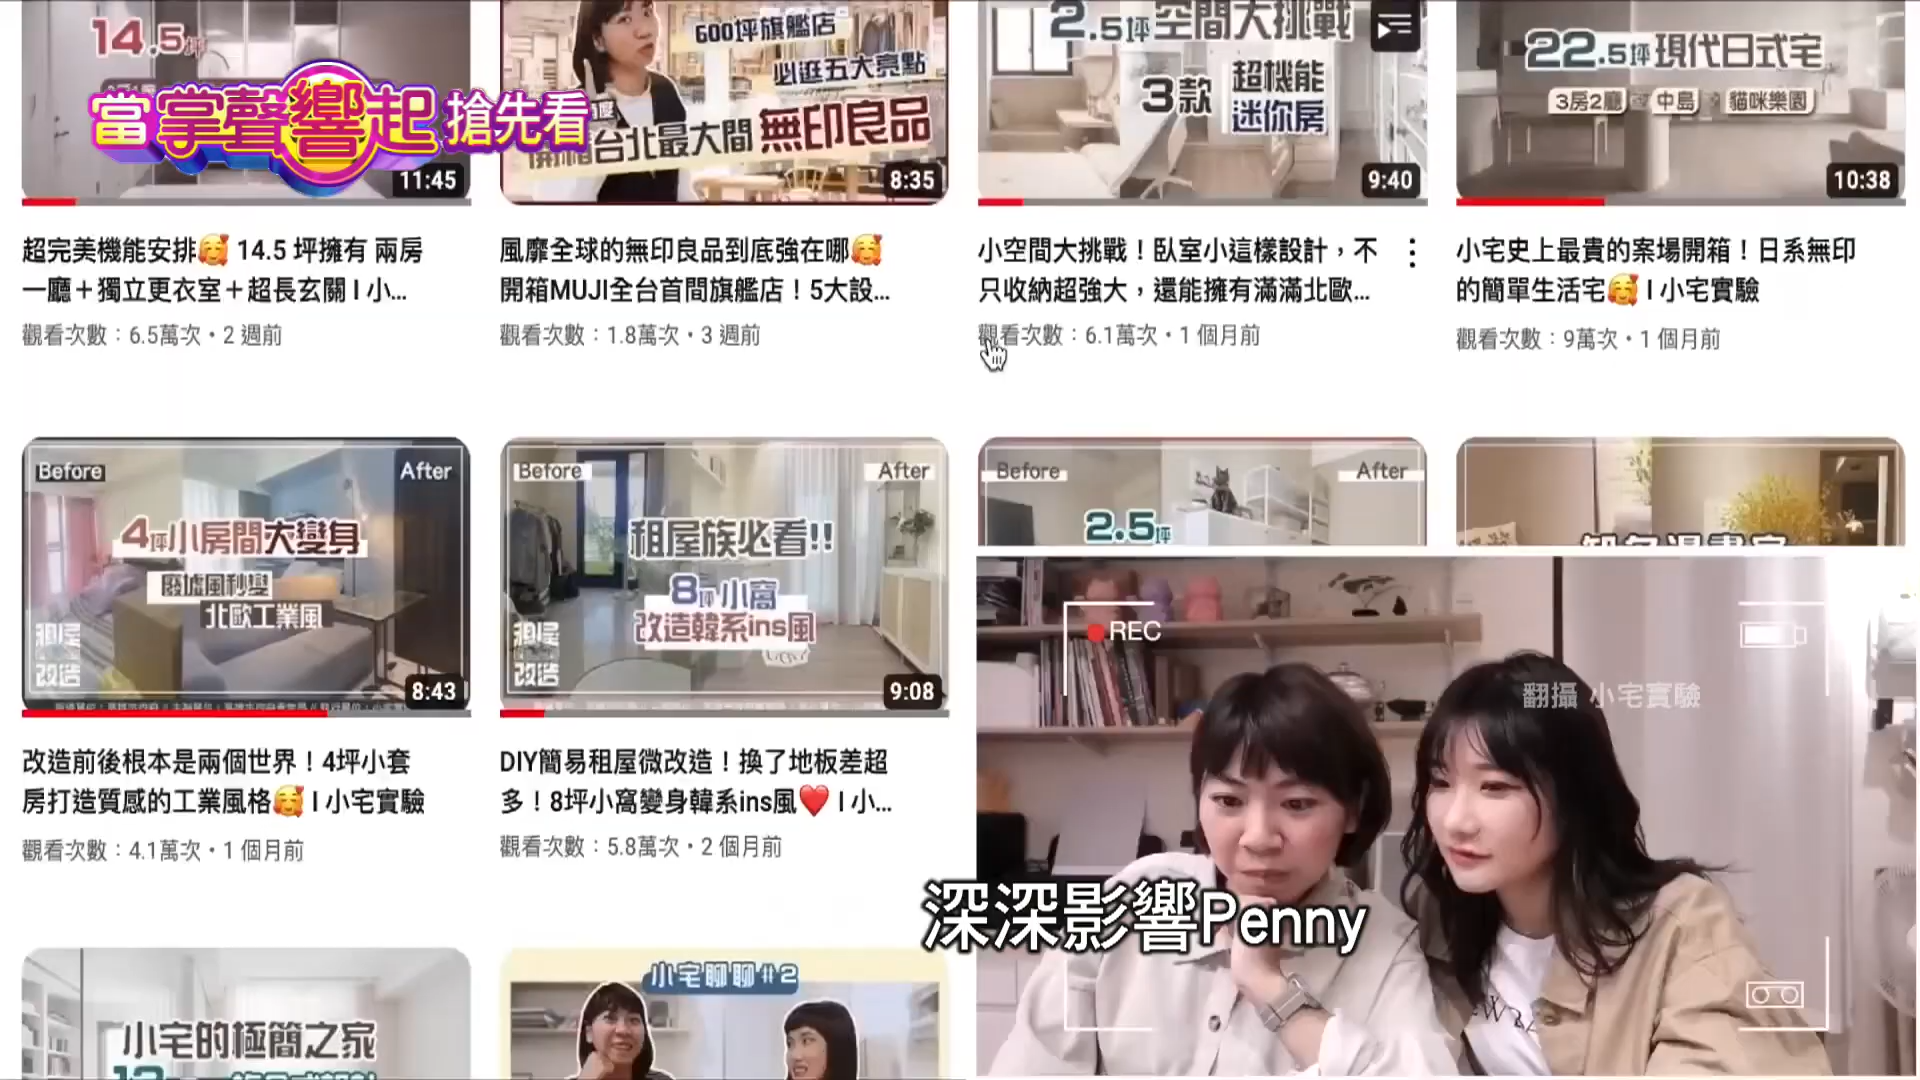 14.5坪
當掌聲響起搶先看
11:45
600坪旗艦店
必逛五大亮點
開箱台北最大間無印良品
8:35
2.5坪空間大挑戰
3款
超機能
迷你房
9:40
22.5坪現代日式宅
3房2廳
中島
貓咪樂園
10:38
超完美機能安排🥰 14.5 坪擁有 兩房
一廳＋獨立更衣室＋超長玄關 l 小...
觀看次數：6.5萬次・2 週前
風靡全球的無印良品到底強在哪🥰
開箱MUJI全台首間旗艦店！5大設...
觀看次數：1.8萬次・3 週前
小空間大挑戰！臥室小這樣設計，不
只收納超強大，還能擁有滿滿北歐...
觀看次數：6.1萬次・1 個月前
小宅史上最貴的案場開箱！日系無印
的簡單生活宅🥰 l 小宅實驗
觀看次數：9萬次・1 個月前
Before
After
4坪小房間大變身
廢墟風秒變
北歐工業風
租屋
改造
8:43
Before
After
租屋族必看!!
8坪小窩
改造韓系ins風
租屋
改造
9:08
Before
After
2.5坪
改造前後根本是兩個世界！4坪小套
房打造質感的工業風格🥰 l 小宅實驗
觀看次數：4.1萬次・1 個月前
DIY簡易租屋微改造！換了地板差超
多！8坪小窩變身韓系ins風❤️ l 小...
觀看次數：5.8萬次・2 個月前
REC
翻攝 小宅實驗
深深影響Penny
小宅的極簡之家
小宅聊聊#2